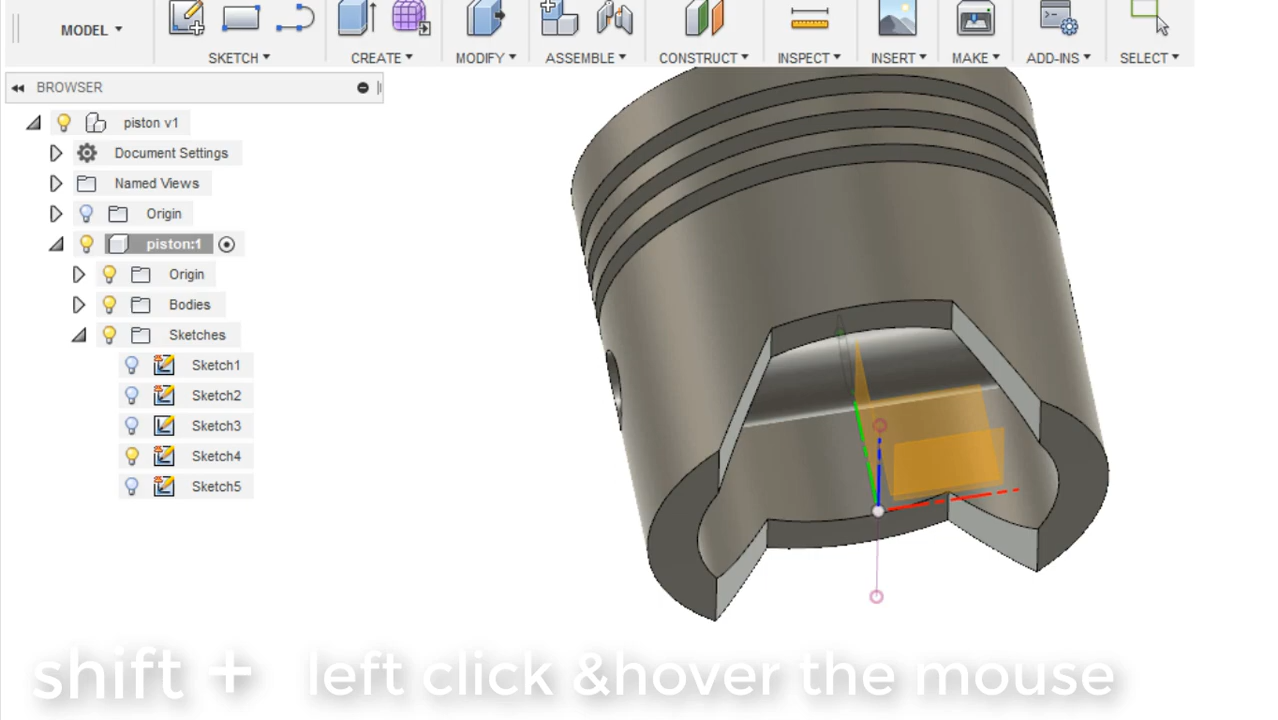 MODEL
SKETCH
CREATE
MODIFY
ASSEMBLE
CONSTRUCT
INSPECT
INSERT
MAKE
ADD-INS
SELECT
BROWSER
piston v1
Document Settings
Named Views
Origin
piston:1
Origin
Bodies
Sketches
Sketch1
Sketch2
Sketch3
Sketch4
Sketch5
shift + left click &hover the mouse